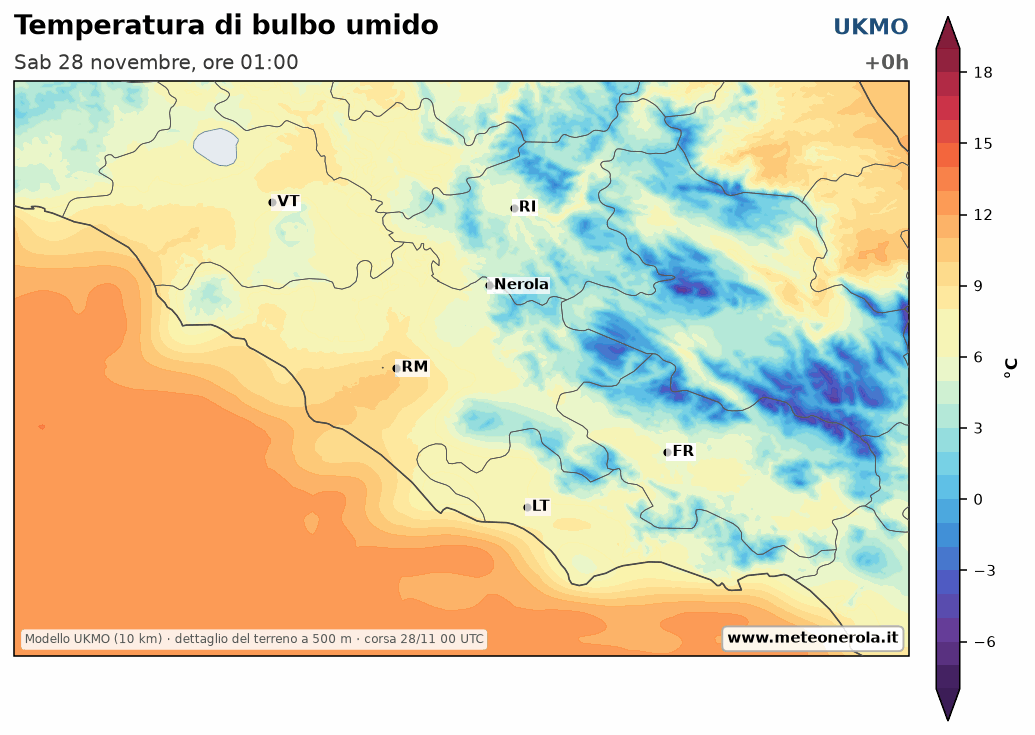 Temperatura di bulbo umido
UKMO
Sab 28 novembre, ore 01:00
+0h
VT
RI
Nerola
RM
FR
LT
Modello UKMO (10 km) · dettaglio del terreno a 500 m · corsa 28/11 00 UTC
www.meteonerola.it
18
15
12
9
6
3
0
−3
−6
°C